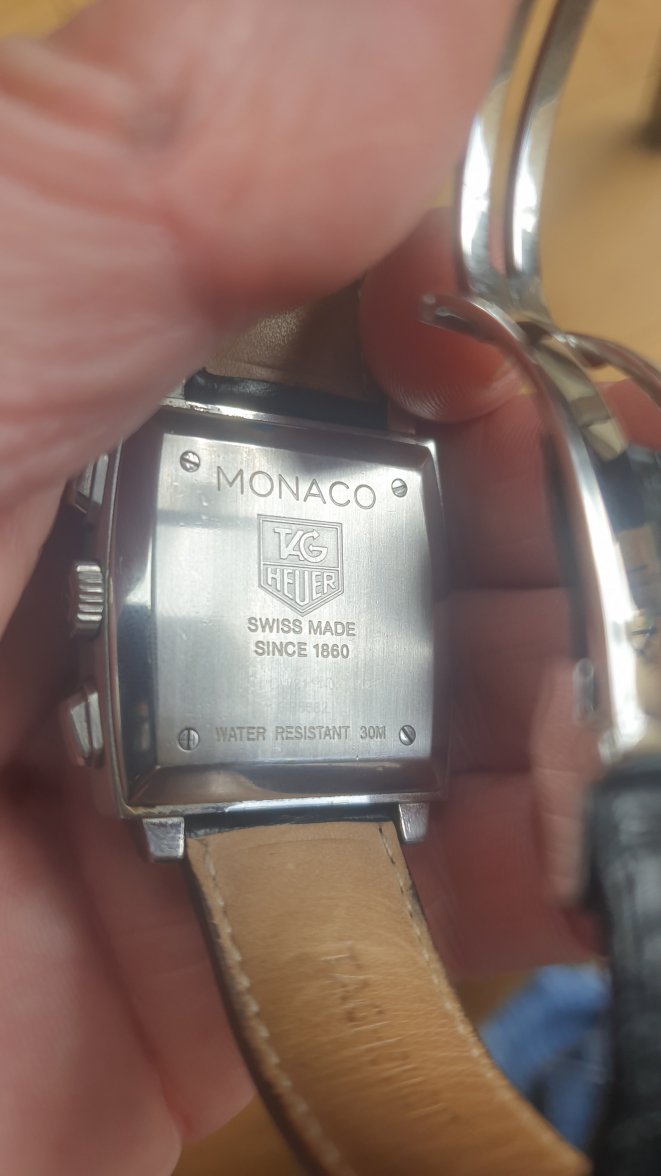 MONACO
TAG
HEUER
SWISS MADE
SINCE 1860
WATER RESISTANT 30M